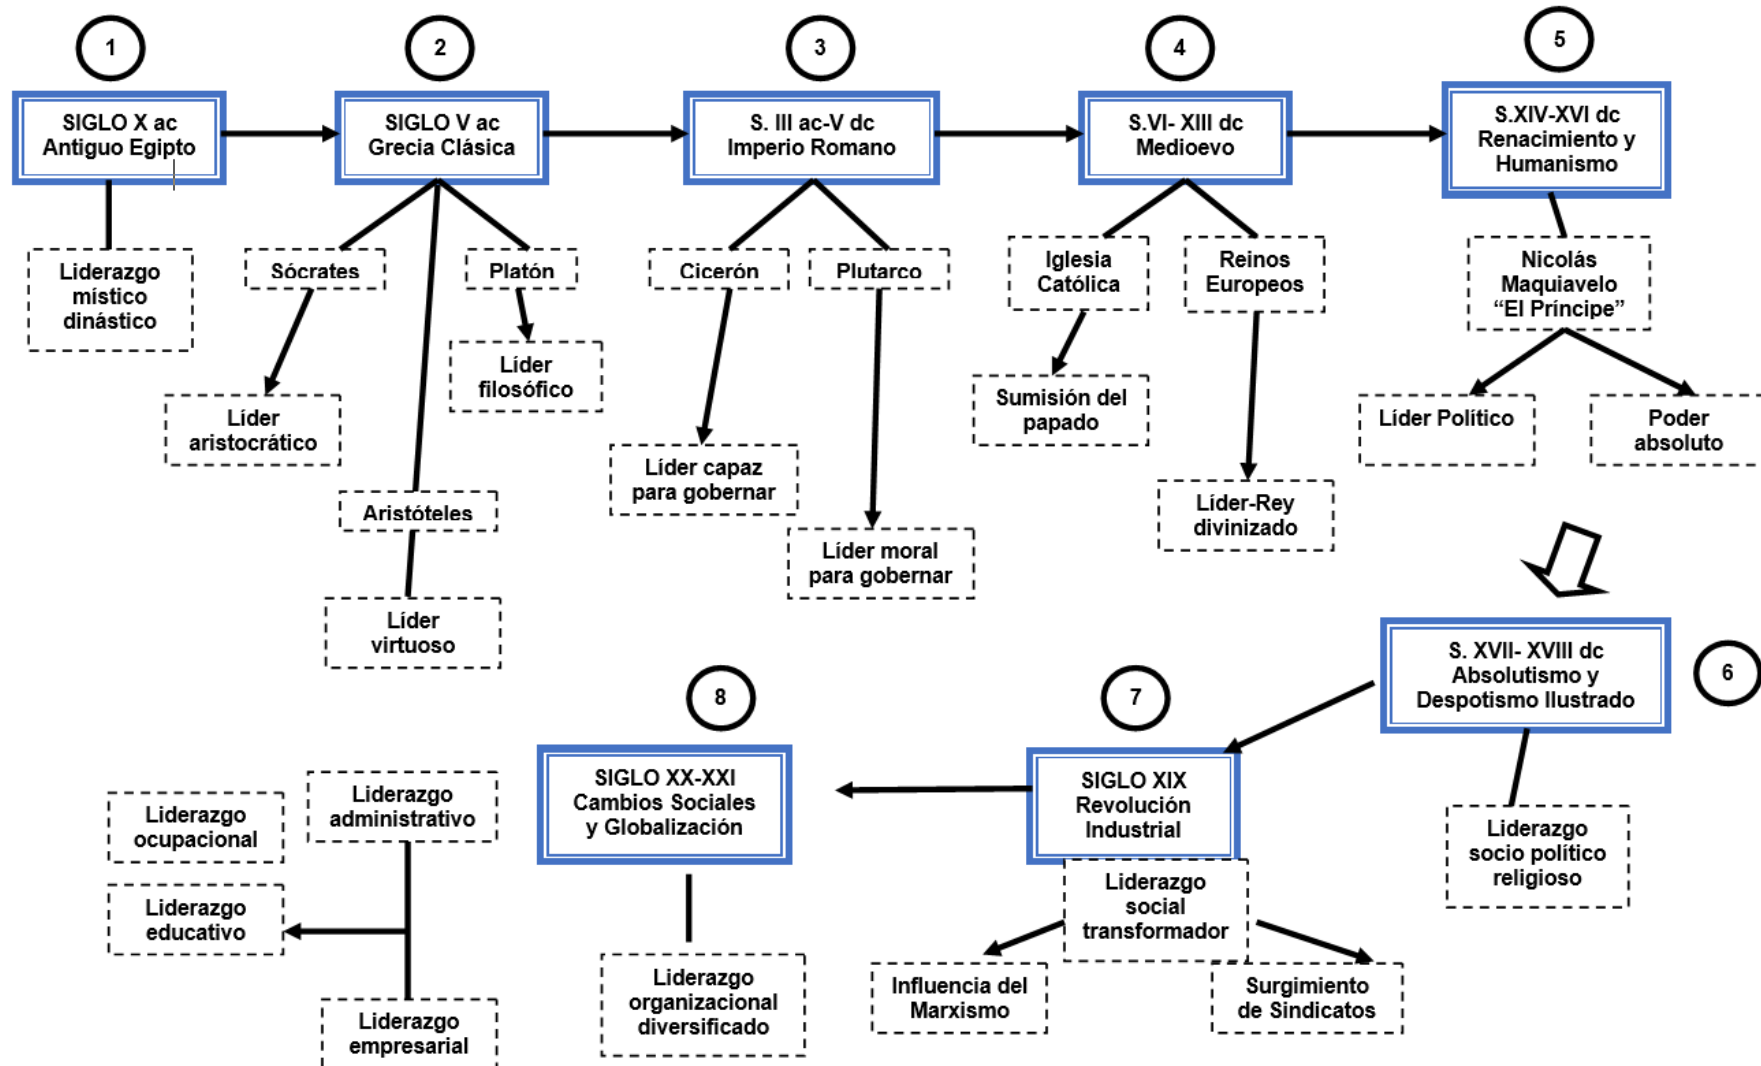 1
SIGLO X ac
Antiguo Egipto
Liderazgo
místico
dinástico
2
SIGLO V ac
Grecia Clásica
Sócrates
Líder
aristocrático
Aristóteles
Líder
virtuoso
Platón
Líder
filosófico
3
S. III ac-V dc
Imperio Romano
Cicerón
Líder capaz
para gobernar
Plutarco
Líder moral
para gobernar
4
S.VI- XIII dc
Medioevo
Iglesia
Católica
Sumisión del
papado
Reinos
Europeos
Líder-Rey
divinizado
5
S.XIV-XVI dc
Renacimiento y
Humanismo
Nicolás
Maquiavelo
“El Príncipe”
Líder Político
Poder
absoluto
6
S. XVII- XVIII dc
Absolutismo y
Despotismo Ilustrado
Liderazgo
socio político
religioso
7
SIGLO XIX
Revolución
Industrial
Liderazgo
social
transformador
Influencia del
Marxismo
Surgimiento
de Sindicatos
8
SIGLO XX-XXI
Cambios Sociales
y Globalización
Liderazgo
organizacional
diversificado
Liderazgo
administrativo
Liderazgo
ocupacional
Liderazgo
educativo
Liderazgo
empresarial